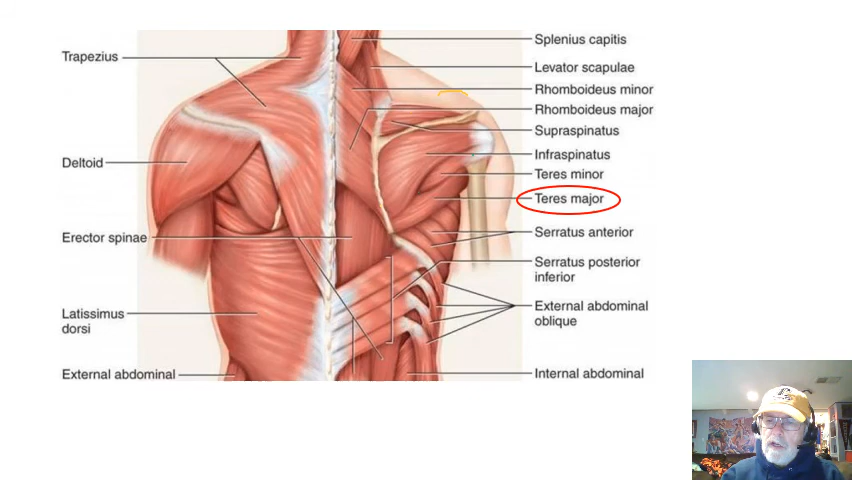 Trapezius
Deltoid
Erector spinae
Latissimus
dorsi
External abdominal
Splenius capitis
Levator scapulae
Rhomboideus minor
Rhomboideus major
Supraspinatus
Infraspinatus
Teres minor
Teres major
Serratus anterior
Serratus posterior
inferior
External abdominal
oblique
Internal abdominal